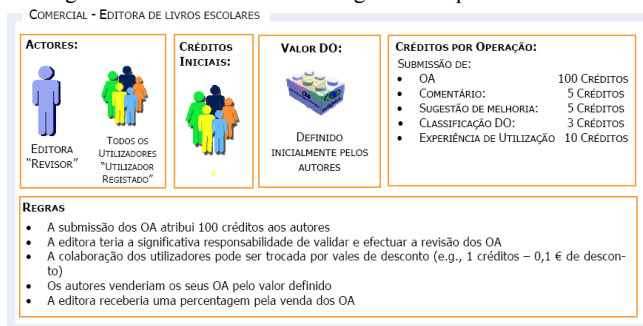 COMERCIAL - EDITORA DE LIVROS ESCOLARES
ACTORES:
EDITORA
"REVISOR"
TODOS OS
UTILIZADORES
"UTILIZADOR
REGISTADO"
CRÉDITOS
INICIAIS:
VALOR DO:
DEFINIDO
INICIALMENTE PELOS
AUTORES
CRÉDITOS POR OPERAÇÃO:
SUBMISSÃO DE:
• OA 100 CRÉDITOS
• COMENTÁRIO: 5 CRÉDITOS
• SUGESTÃO DE MELHORIA: 5 CRÉDITOS
• CLASSIFICAÇÃO DO: 3 CRÉDITOS
• EXPERIÊNCIA DE UTILIZAÇÃO 10 CRÉDITOS
REGRAS
• A submissão dos OA atribui 100 créditos aos autores
• A editora teria a significativa responsabilidade de validar e efectuar a revisão dos OA
• A colaboração dos utilizadores pode ser trocada por vales de desconto (e.g., 1 créditos – 0,1 € de descon-
to)
• Os autores venderiam os seus OA pelo valor definido
• A editora receberia uma percentagem pela venda dos OA